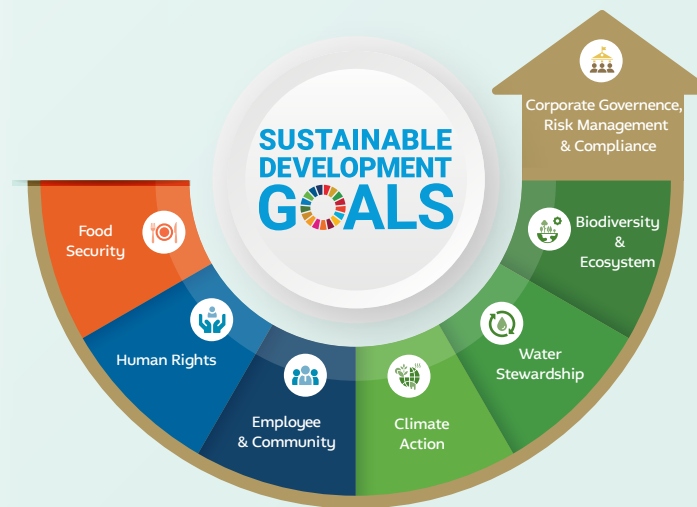 SUSTAINABLE
DEVELOPMENT
GOALS
Corporate Governence,
Risk Management
& Compliance
Food
Security
Human Rights
Employee
& Community
Climate
Action
Water
Stewardship
Biodiversity
&
Ecosystem